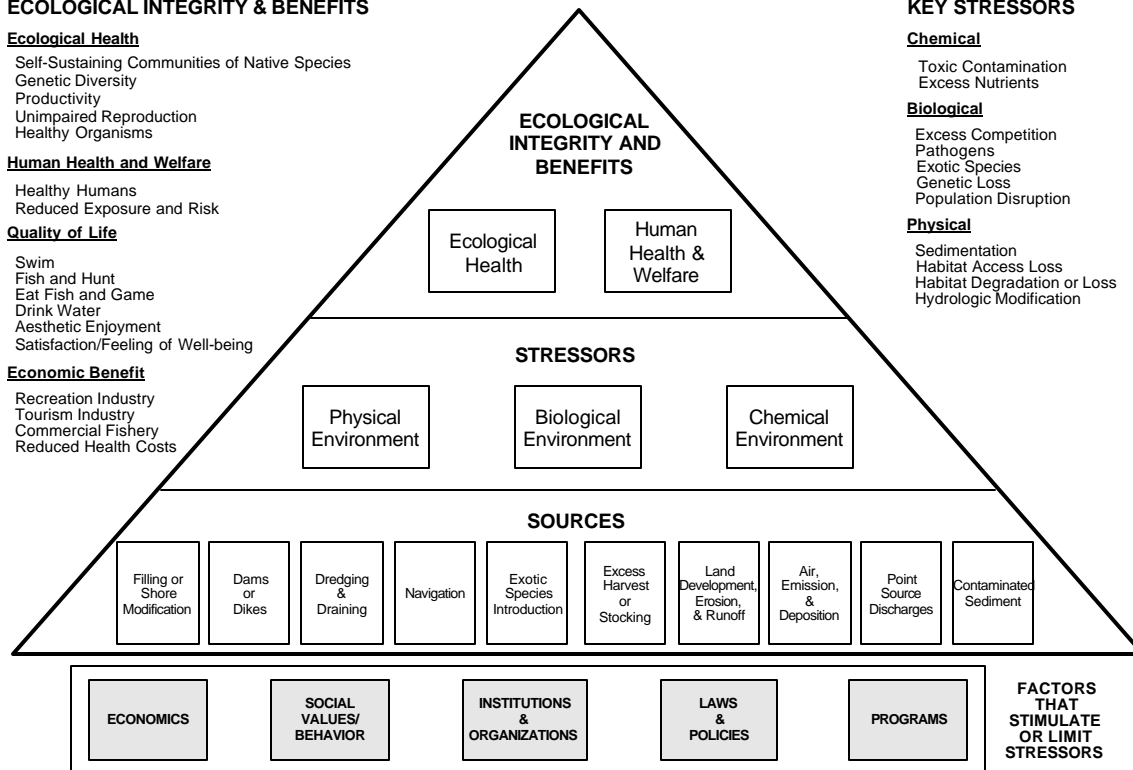 ECOLOGICAL INTEGRITY & BENEFITS
Ecological Health
Self-Sustaining Communities of Native Species
Genetic Diversity
Productivity
Unimpaired Reproduction
Healthy Organisms
Human Health and Welfare
Healthy Humans
Reduced Exposure and Risk
Quality of Life
Swim
Fish and Hunt
Eat Fish and Game
Drink Water
Aesthetic Enjoyment
Satisfaction/Feeling of Well-being
Economic Benefit
Recreation Industry
Tourism Industry
Commercial Fishery
Reduced Health Costs
KEY STRESSORS
Chemical
Toxic Contamination
Excess Nutrients
Biological
Excess Competition
Pathogens
Exotic Species
Genetic Loss
Population Disruption
Physical
Sedimentation
Habitat Access Loss
Habitat Degradation or Loss
Hydrologic Modification
ECOLOGICAL
INTEGRITY AND
BENEFITS
Ecological
Health
Human
Health &
Welfare
STRESSORS
Physical
Environment
Biological
Environment
Chemical
Environment
SOURCES
Filling or
Shore
Modification
Dams
or
Dikes
Dredging
&
Draining
Navigation
Exotic
Species
Introduction
Excess
Harvest
or
Stocking
Land
Development,
Erosion,
& Runoff
Air,
Emission,
&
Deposition
Point
Source
Discharges
Contaminated
Sediment
ECONOMICS
SOCIAL
VALUES/
BEHAVIOR
INSTITUTIONS
&
ORGANIZATIONS
LAWS
&
POLICIES
PROGRAMS
FACTORS
THAT
STIMULATE
OR LIMIT
STRESSORS